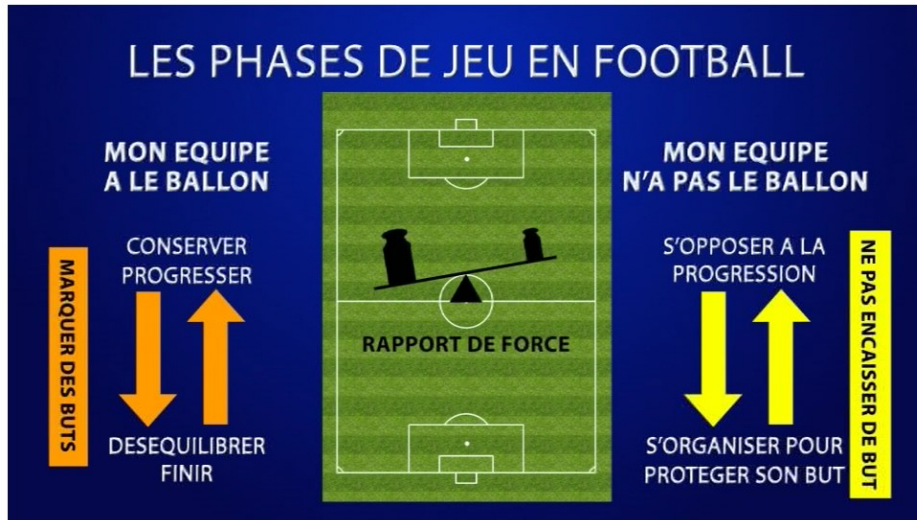 LES PHASES DE JEU EN FOOTBALL
MON EQUIPE
A LE BALLON
MARQUER DES BUTS
CONSERVER
PROGRESSER
DESEQUILIBRER
FINIR
RAPPORT DE FORCE
MON EQUIPE
N'A PAS LE BALLON
S'OPPOSER A LA
PROGRESSION
S'ORGANISER POUR
PROTEGER SON BUT
NE PAS ENCAISSER DE BUT